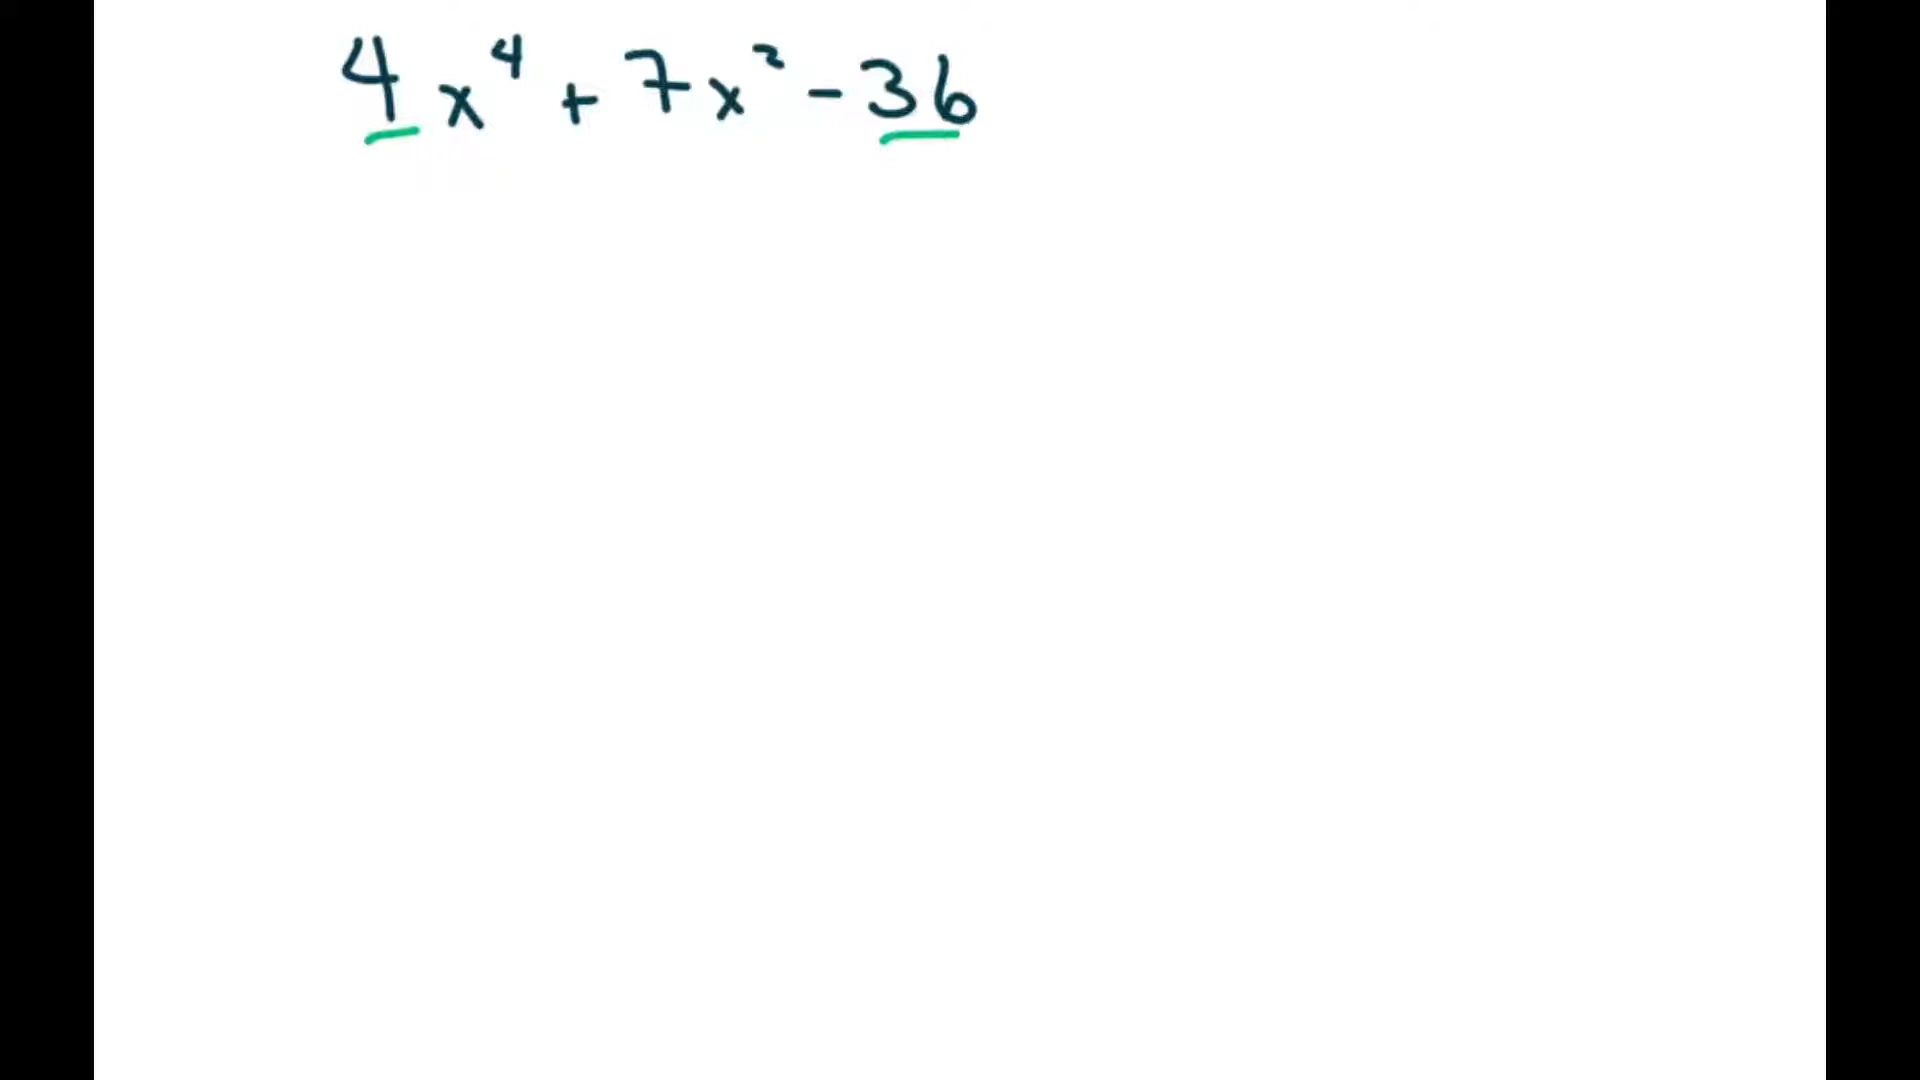 4x⁴ + 7x² - 36